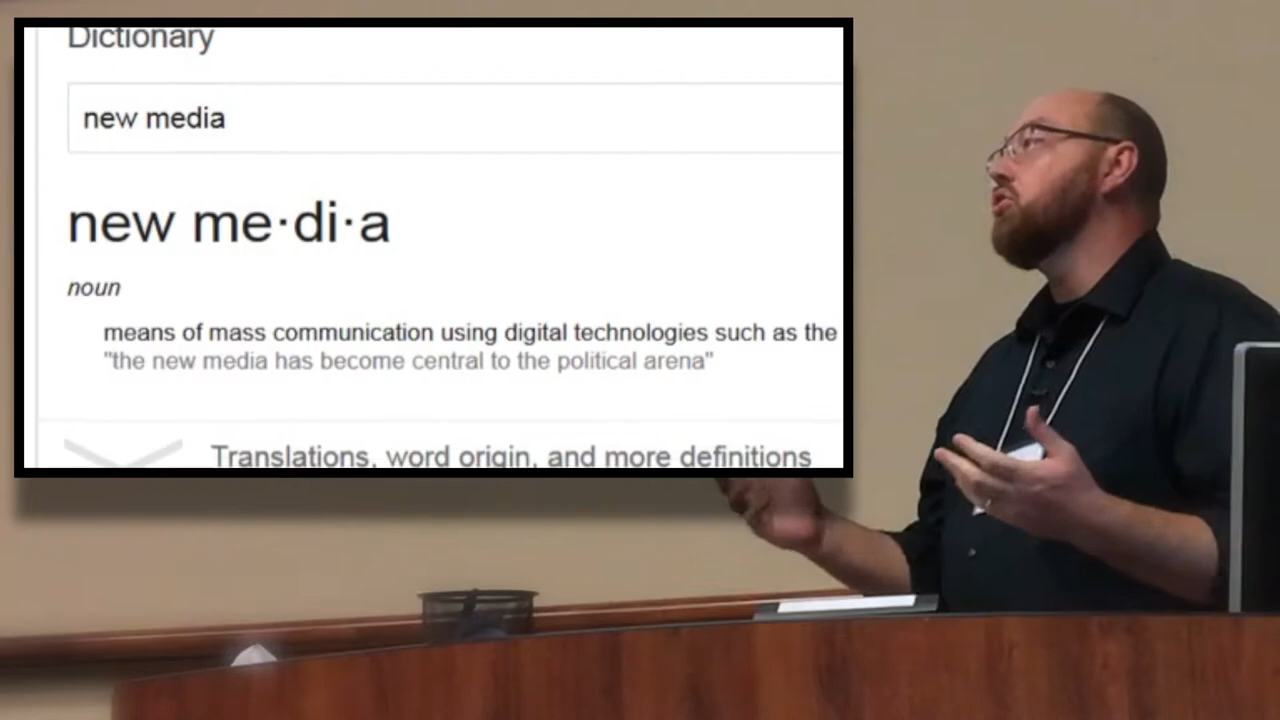 Dictionary
new media
new me·di·a
noun
means of mass communication using digital technologies such as the
"the new media has become central to the political arena"
Translations, word origin, and more definitions